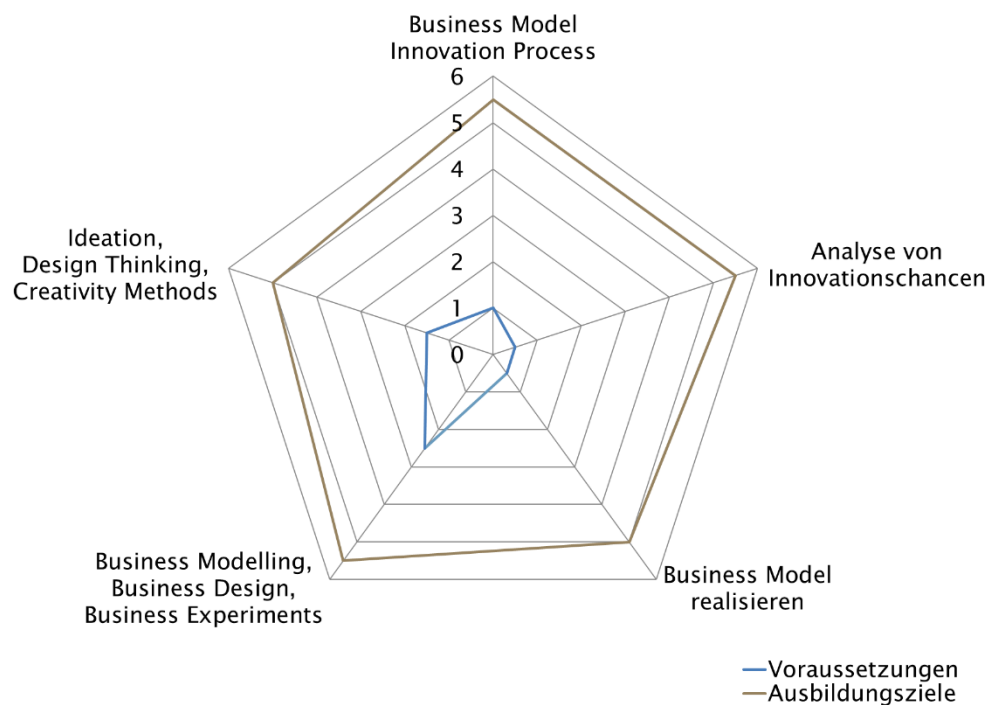 Business Model
Innovation Process
6
5
4
3
2
1
0
Ideation,
Design Thinking,
Creativity Methods
Analyse von
Innovationschancen
Business Modelling,
Business Design,
Business Experiments
Business Model
realisieren
Voraussetzungen
Ausbildungsziele